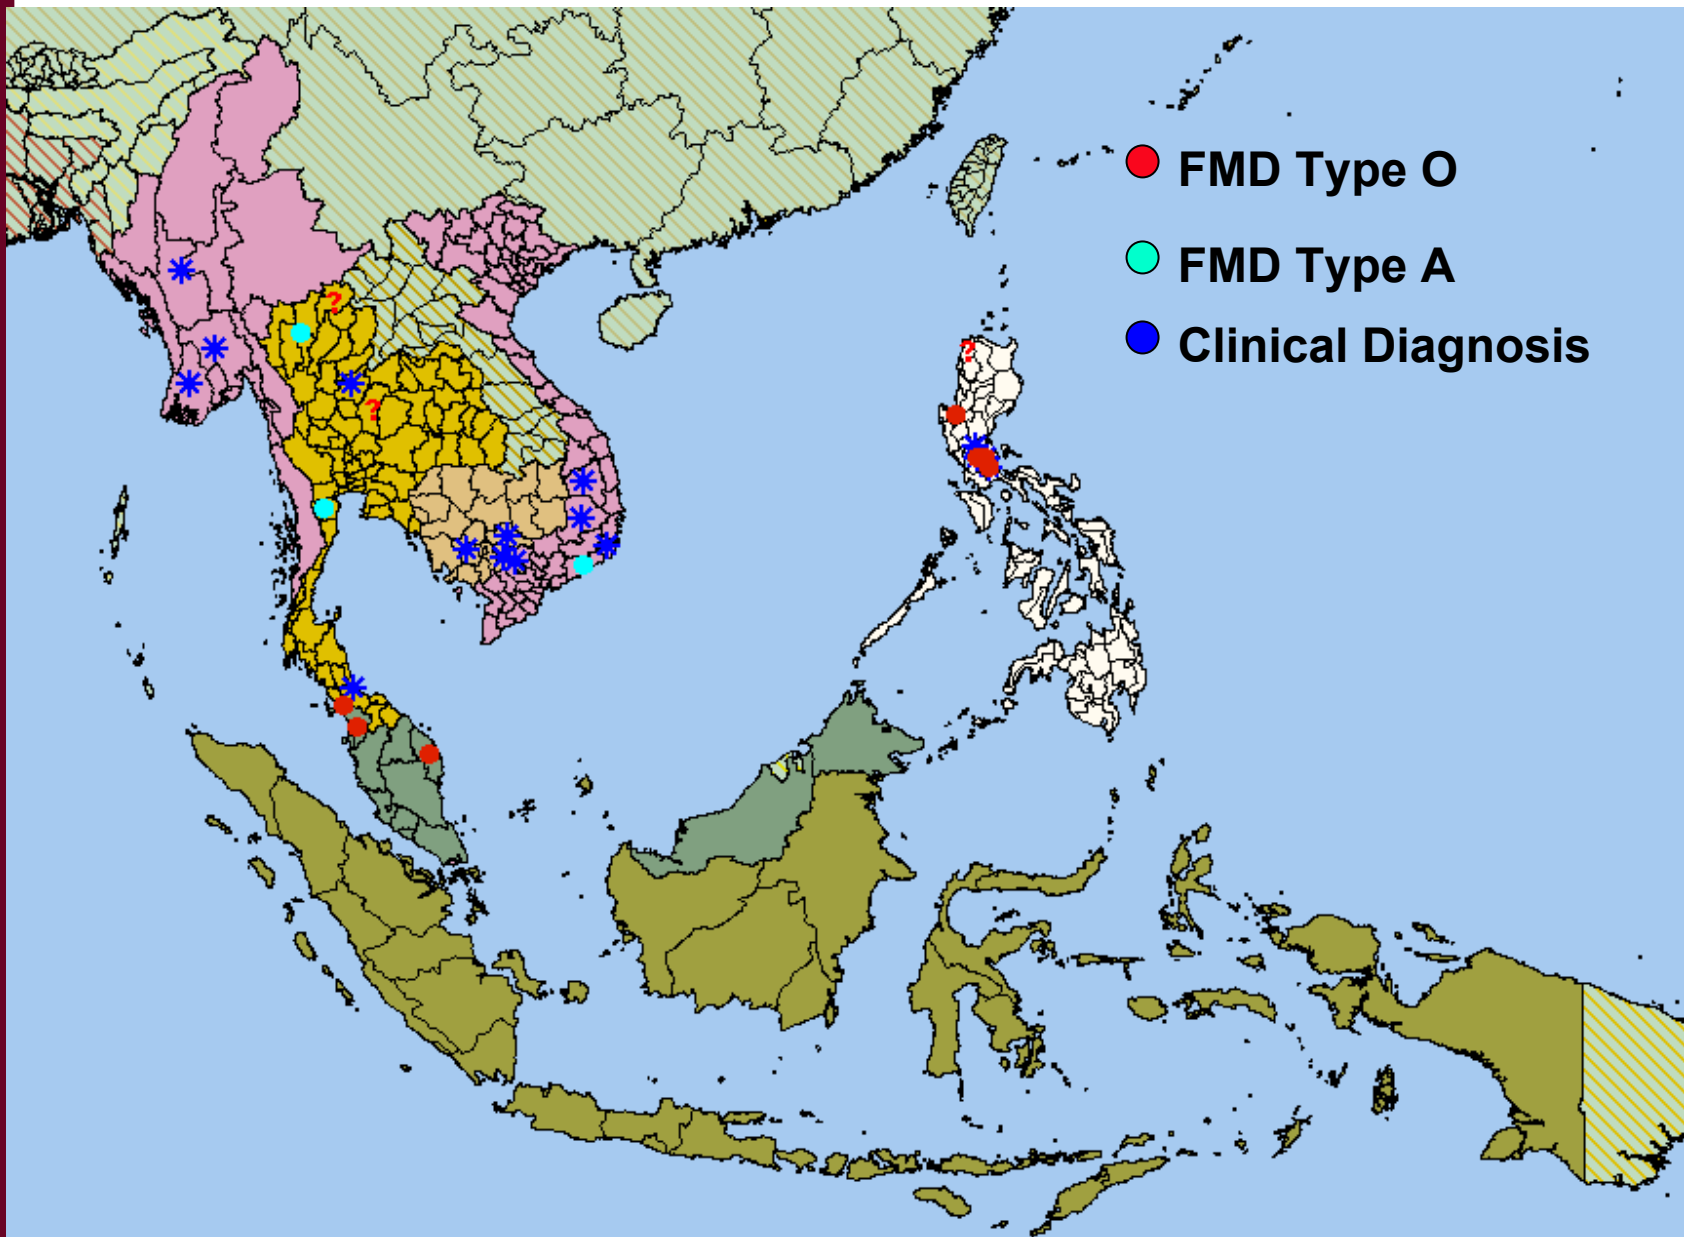 FMD Type O
FMD Type A
Clinical Diagnosis
?
?
?